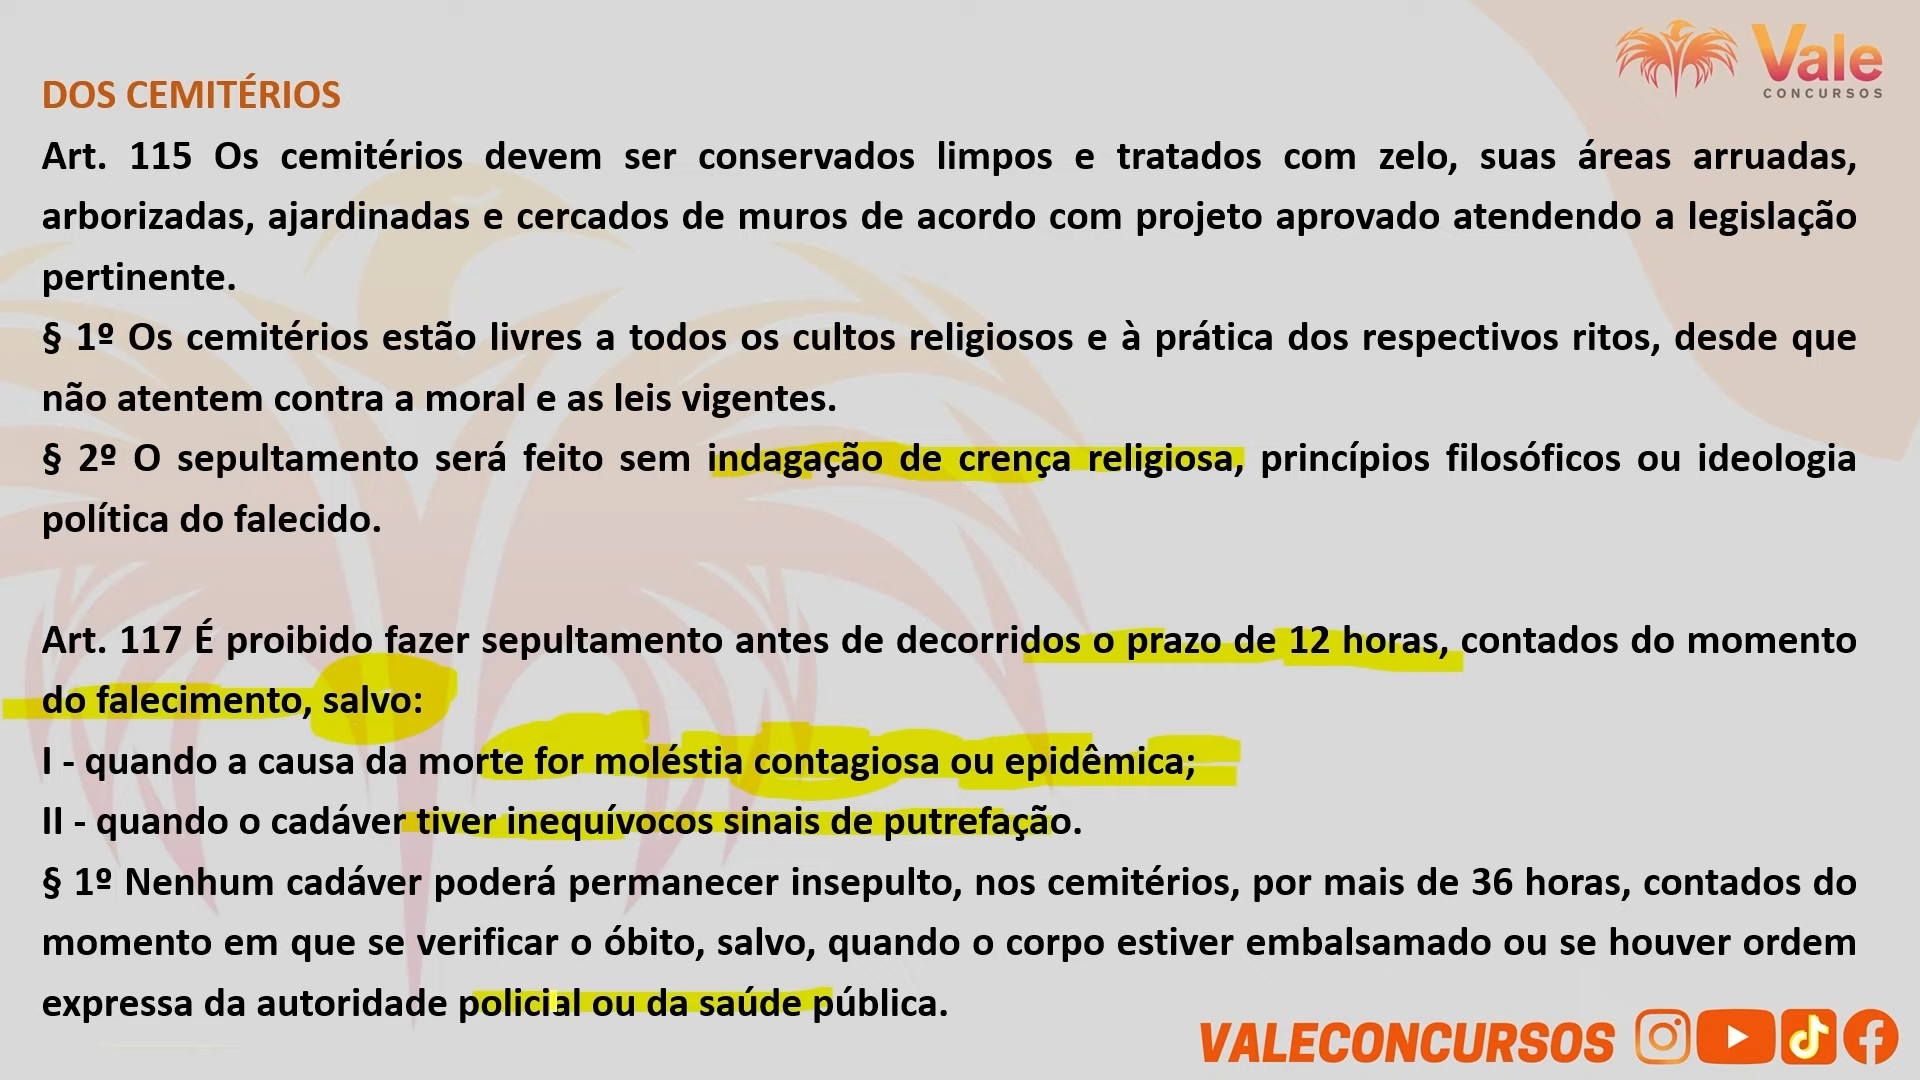 Vale
CONCURSOS
DOS CEMITÉRIOS
Art. 115 Os cemitérios devem ser conservados limpos e tratados com zelo, suas áreas arruadas,
arborizadas, ajardinadas e cercados de muros de acordo com projeto aprovado atendendo a legislação
pertinente.
§ 1º Os cemitérios estão livres a todos os cultos religiosos e à prática dos respectivos ritos, desde que
não atentem contra a moral e as leis vigentes.
§ 2º O sepultamento será feito sem indagação de crença religiosa, princípios filosóficos ou ideologia
política do falecido.
Art. 117 É proibido fazer sepultamento antes de decorridos o prazo de 12 horas, contados do momento
do falecimento, salvo:
I - quando a causa da morte for moléstia contagiosa ou epidêmica;
II - quando o cadáver tiver inequívocos sinais de putrefação.
§ 1º Nenhum cadáver poderá permanecer insepulto, nos cemitérios, por mais de 36 horas, contados do
momento em que se verificar o óbito, salvo, quando o corpo estiver embalsamado ou se houver ordem
expressa da autoridade policial ou da saúde pública.
VALECONCURSOS